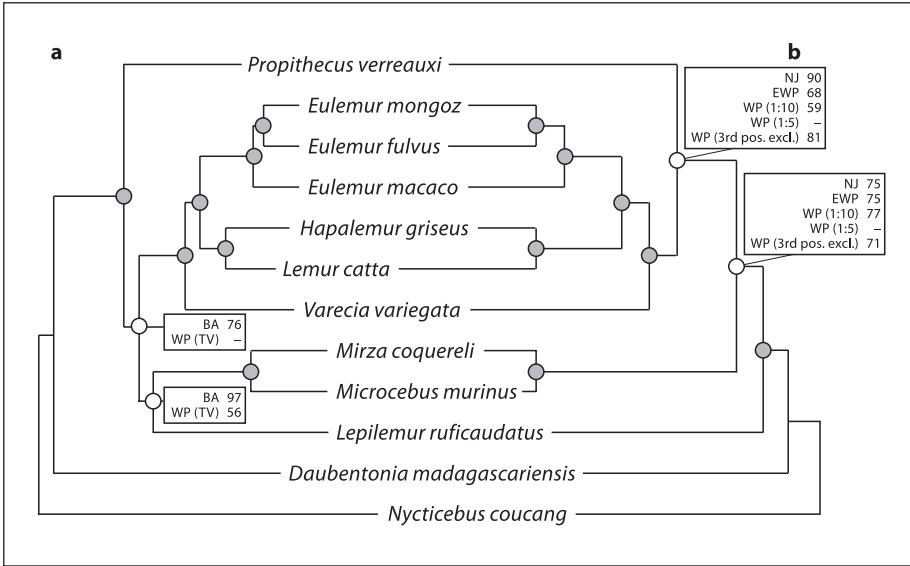 a
b
Propithecus verreauxi
NJ 90
EWP 68
WP (1:10) 59
WP (1:5) –
WP (3rd pos. excl.) 81
Eulemur mongoz
Eulemur fulvus
Eulemur macaco
NJ 75
EWP 75
WP (1:10) 77
WP (1:5) –
WP (3rd pos. excl.) 71
Hapalemur griseus
Lemur catta
Varecia variegata
BA 76
WP (TV) –
Mirza coquereli
Microcebus murinus
BA 97
WP (TV) 56
Lepilemur ruficaudatus
Daubentonia madagascariensis
Nycticebus coucang